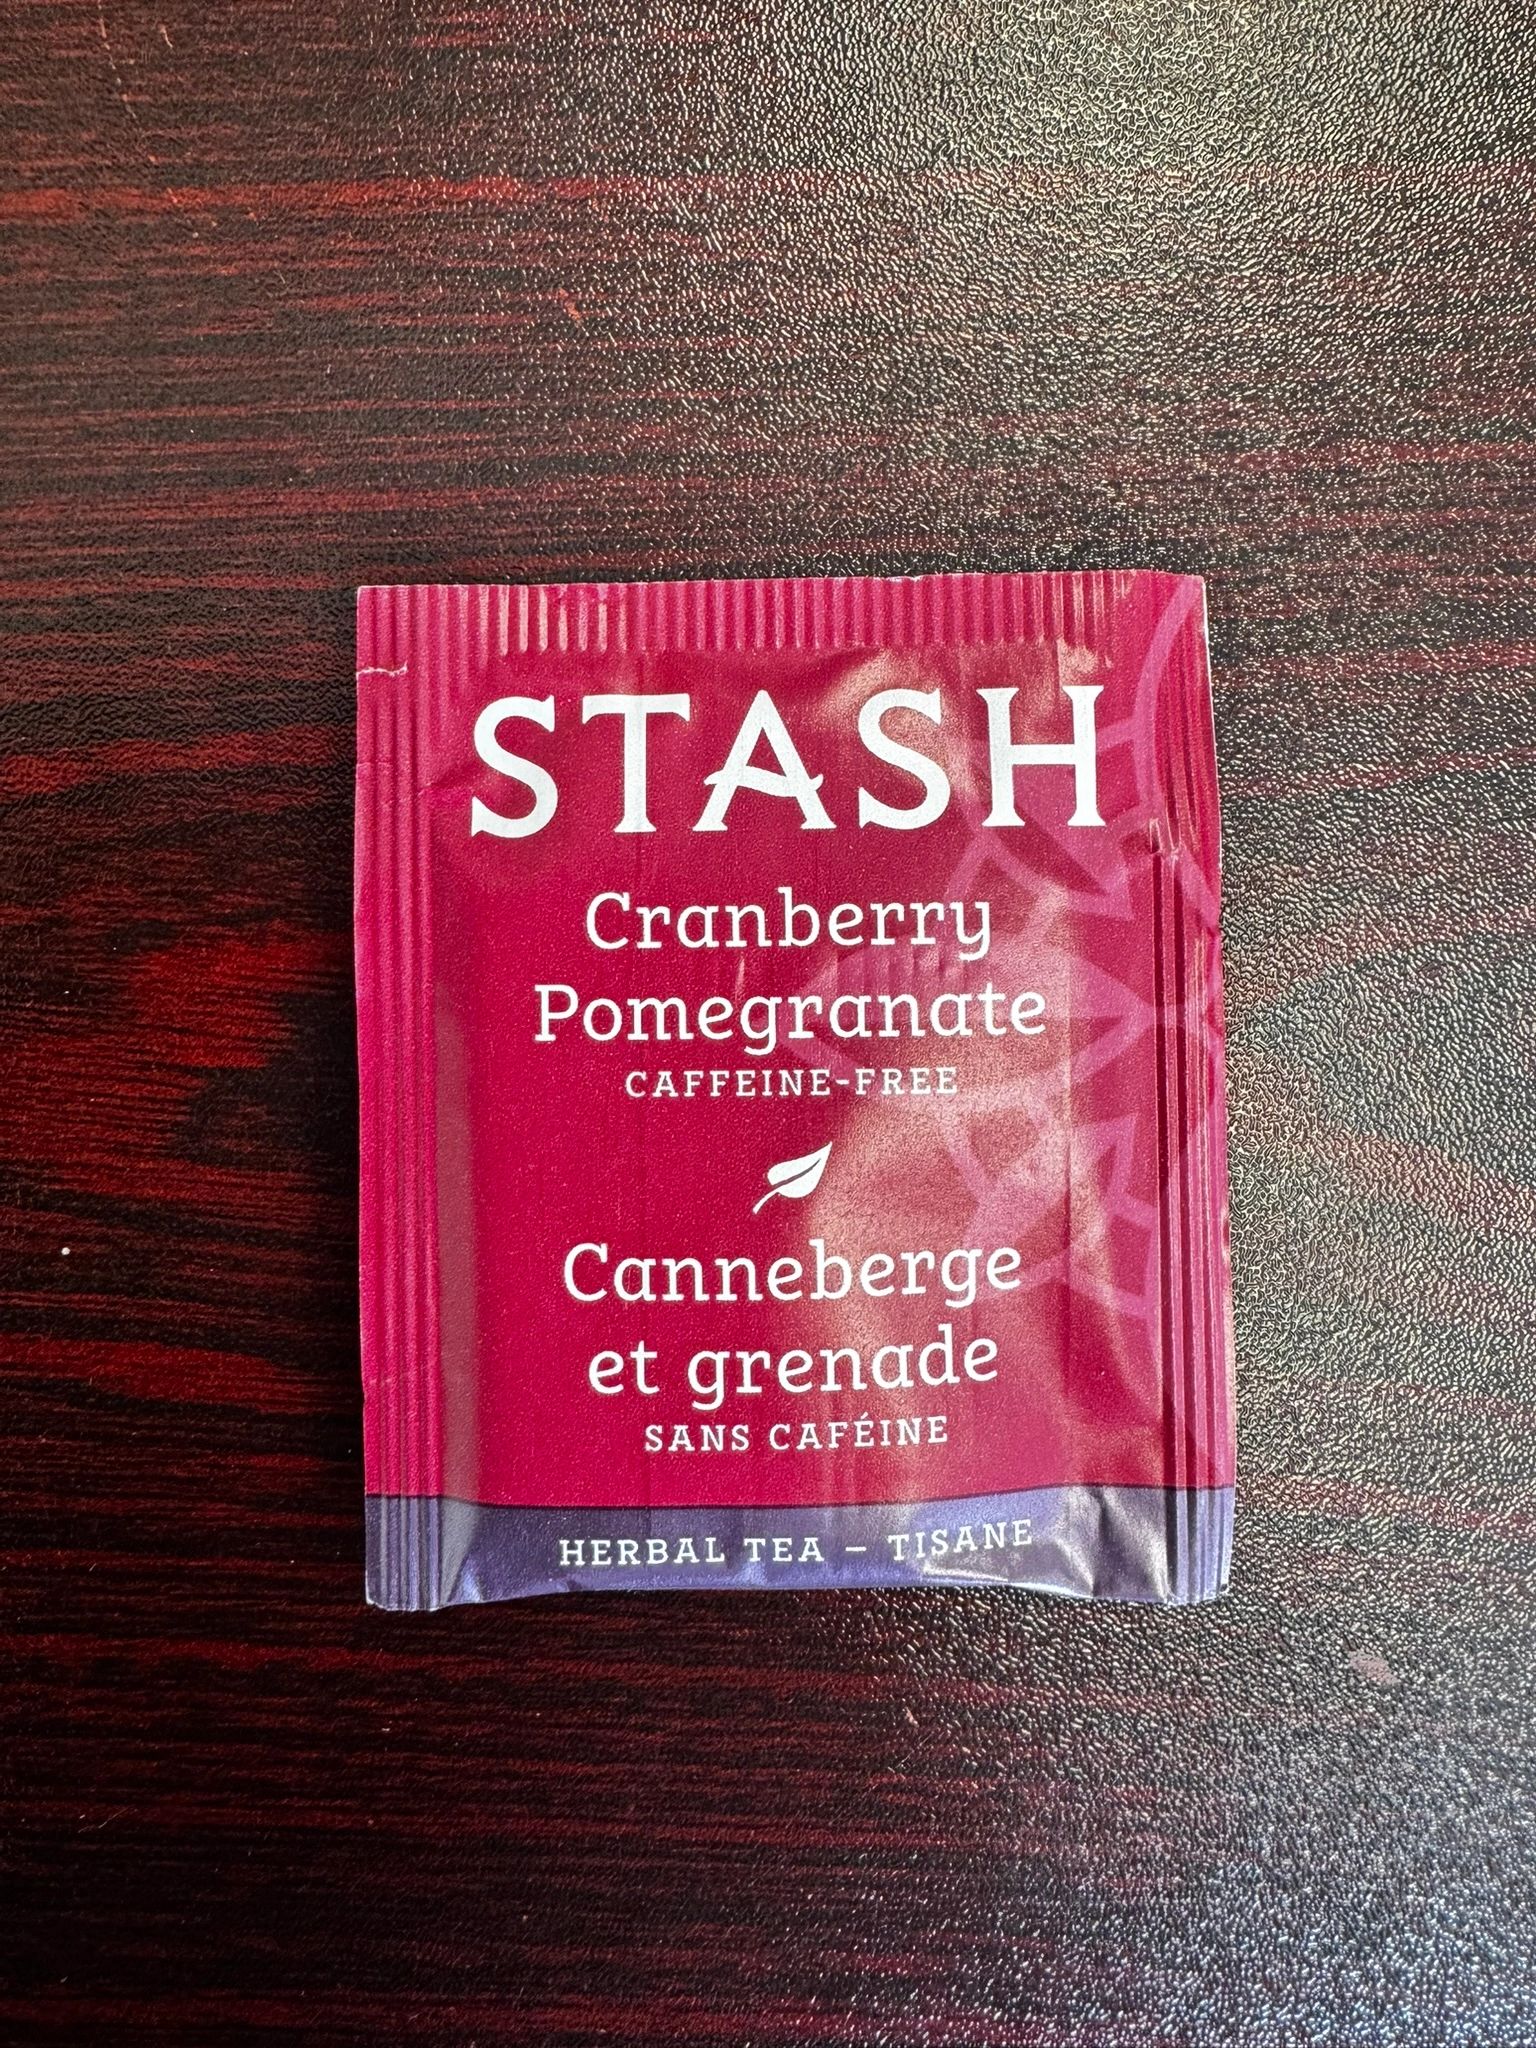 STASH
Cranberry
Pomegranate
CAFFEINE-FREE
Canneberge
et grenade
SANS CAFÉINE
HERBAL TEA – TISANE